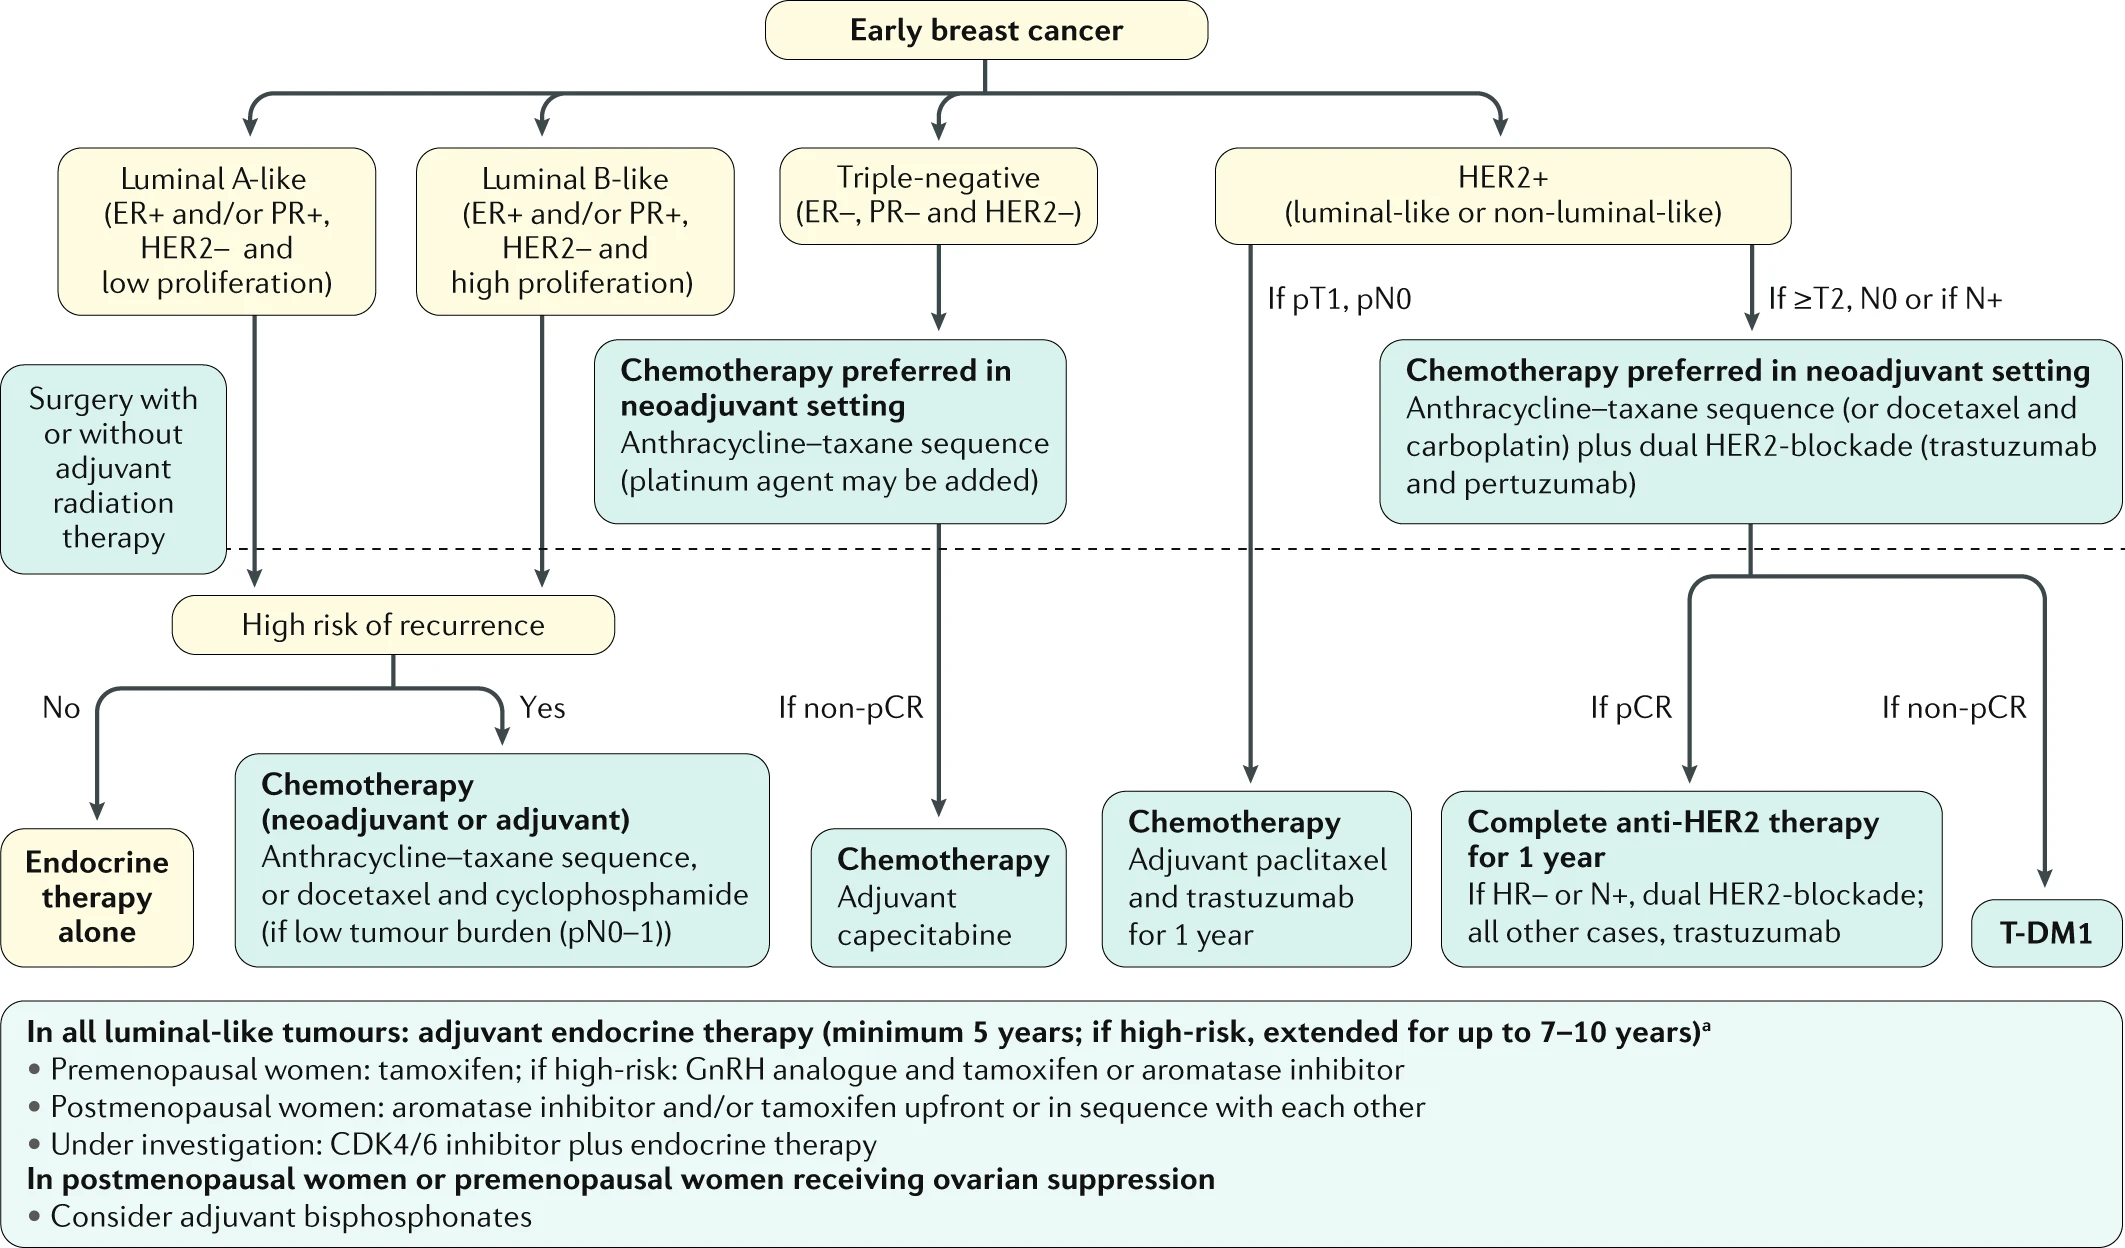 Early breast cancer
Luminal A-like
(ER+ and/or PR+,
HER2– and
low proliferation)
Luminal B-like
(ER+ and/or PR+,
HER2– and
high proliferation)
Triple-negative
(ER–, PR– and HER2–)
HER2+
(luminal-like or non-luminal-like)
If pT1, pN0
If ≥T2, N0 or if N+
Surgery with
or without
adjuvant
radiation
therapy
Chemotherapy preferred in
neoadjuvant setting
Anthracycline–taxane sequence
(platinum agent may be added)
Chemotherapy preferred in neoadjuvant setting
Anthracycline–taxane sequence (or docetaxel and
carboplatin) plus dual HER2-blockade (trastuzumab
and pertuzumab)
High risk of recurrence
No
Yes
If non-pCR
If pCR
If non-pCR
Endocrine
therapy
alone
Chemotherapy
(neoadjuvant or adjuvant)
Anthracycline–taxane sequence,
or docetaxel and cyclophosphamide
(if low tumour burden (pN0–1))
Chemotherapy
Adjuvant
capecitabine
Chemotherapy
Adjuvant paclitaxel
and trastuzumab
for 1 year
Complete anti-HER2 therapy
for 1 year
If HR– or N+, dual HER2-blockade;
all other cases, trastuzumab
T-DM1
In all luminal-like tumours: adjuvant endocrine therapy (minimum 5 years; if high-risk, extended for up to 7–10 years)ᵃ
• Premenopausal women: tamoxifen; if high-risk: GnRH analogue and tamoxifen or aromatase inhibitor
• Postmenopausal women: aromatase inhibitor and/or tamoxifen upfront or in sequence with each other
• Under investigation: CDK4/6 inhibitor plus endocrine therapy
In postmenopausal women or premenopausal women receiving ovarian suppression
• Consider adjuvant bisphosphonates